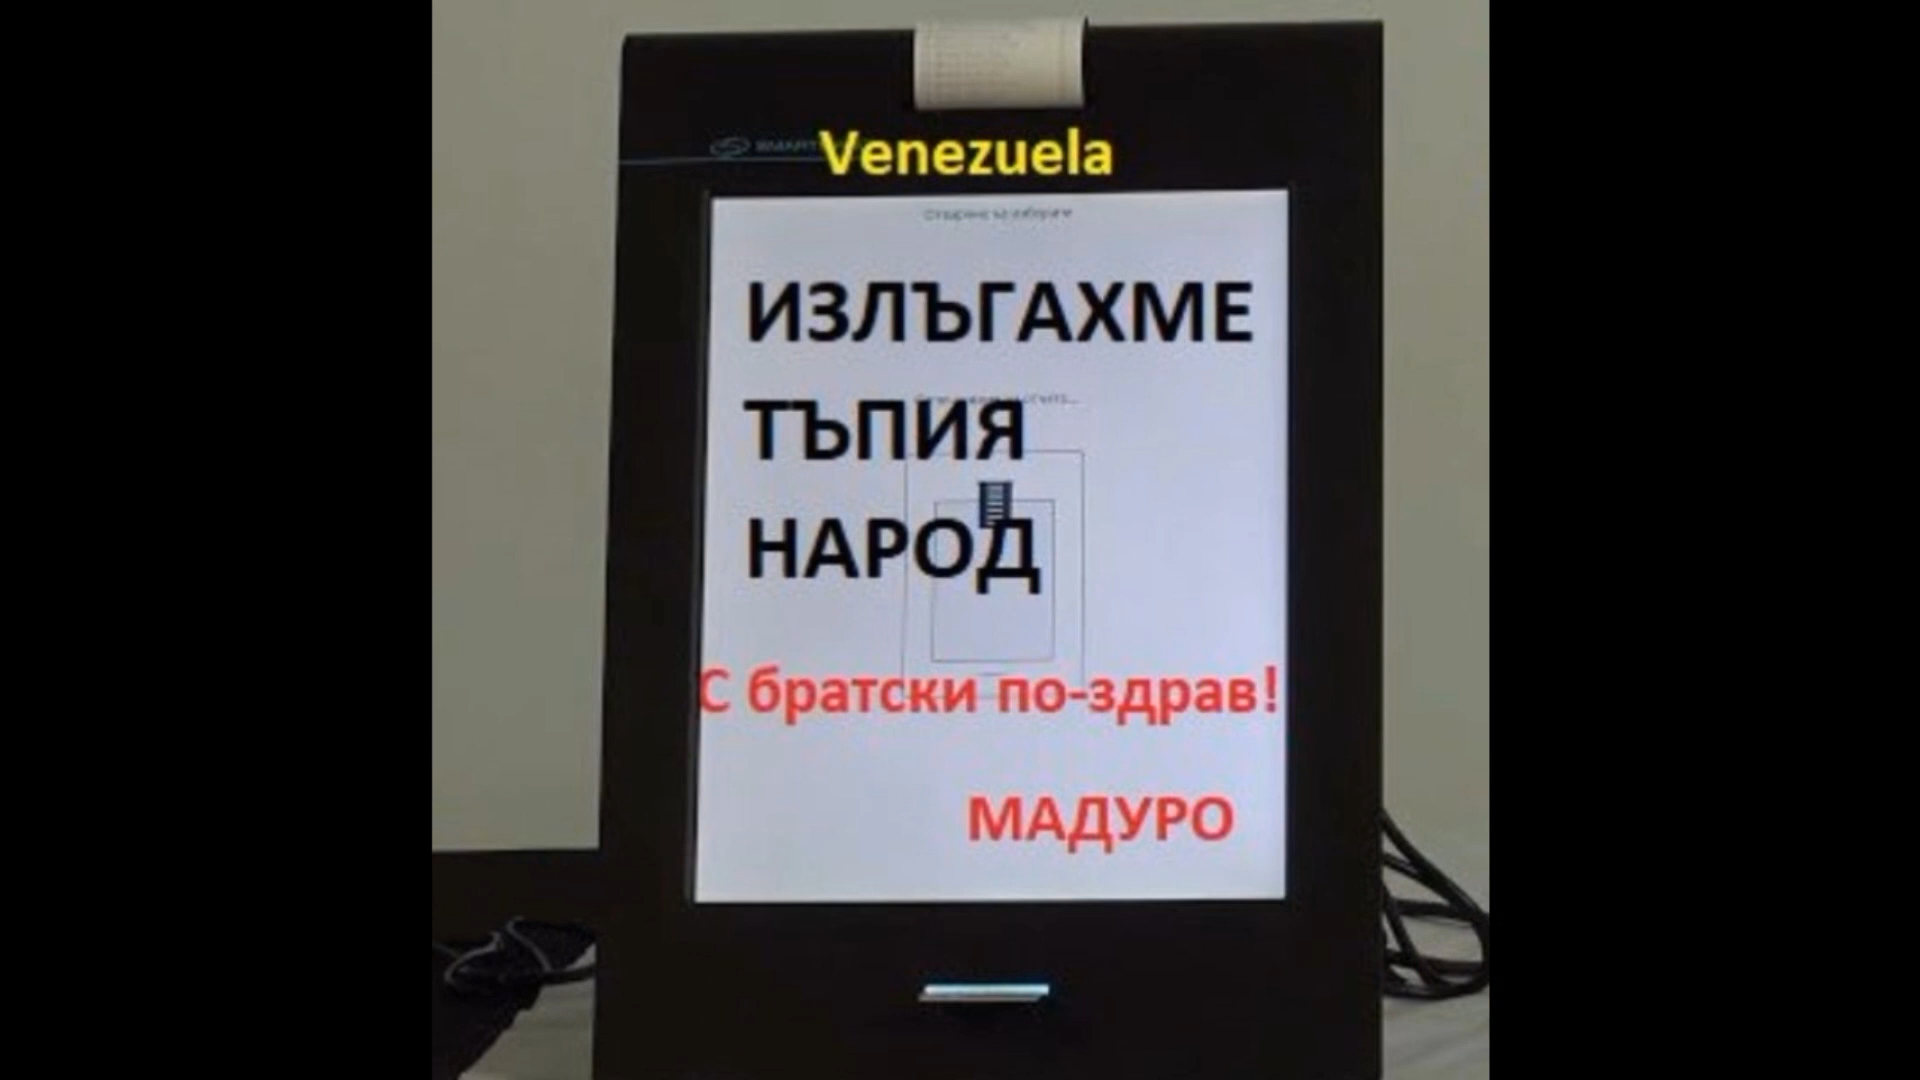 Venezuela
ИЗЛЪГАХМЕ
ТЪПИЯ
НАРОД
С братски по-здрав!
МАДУРО